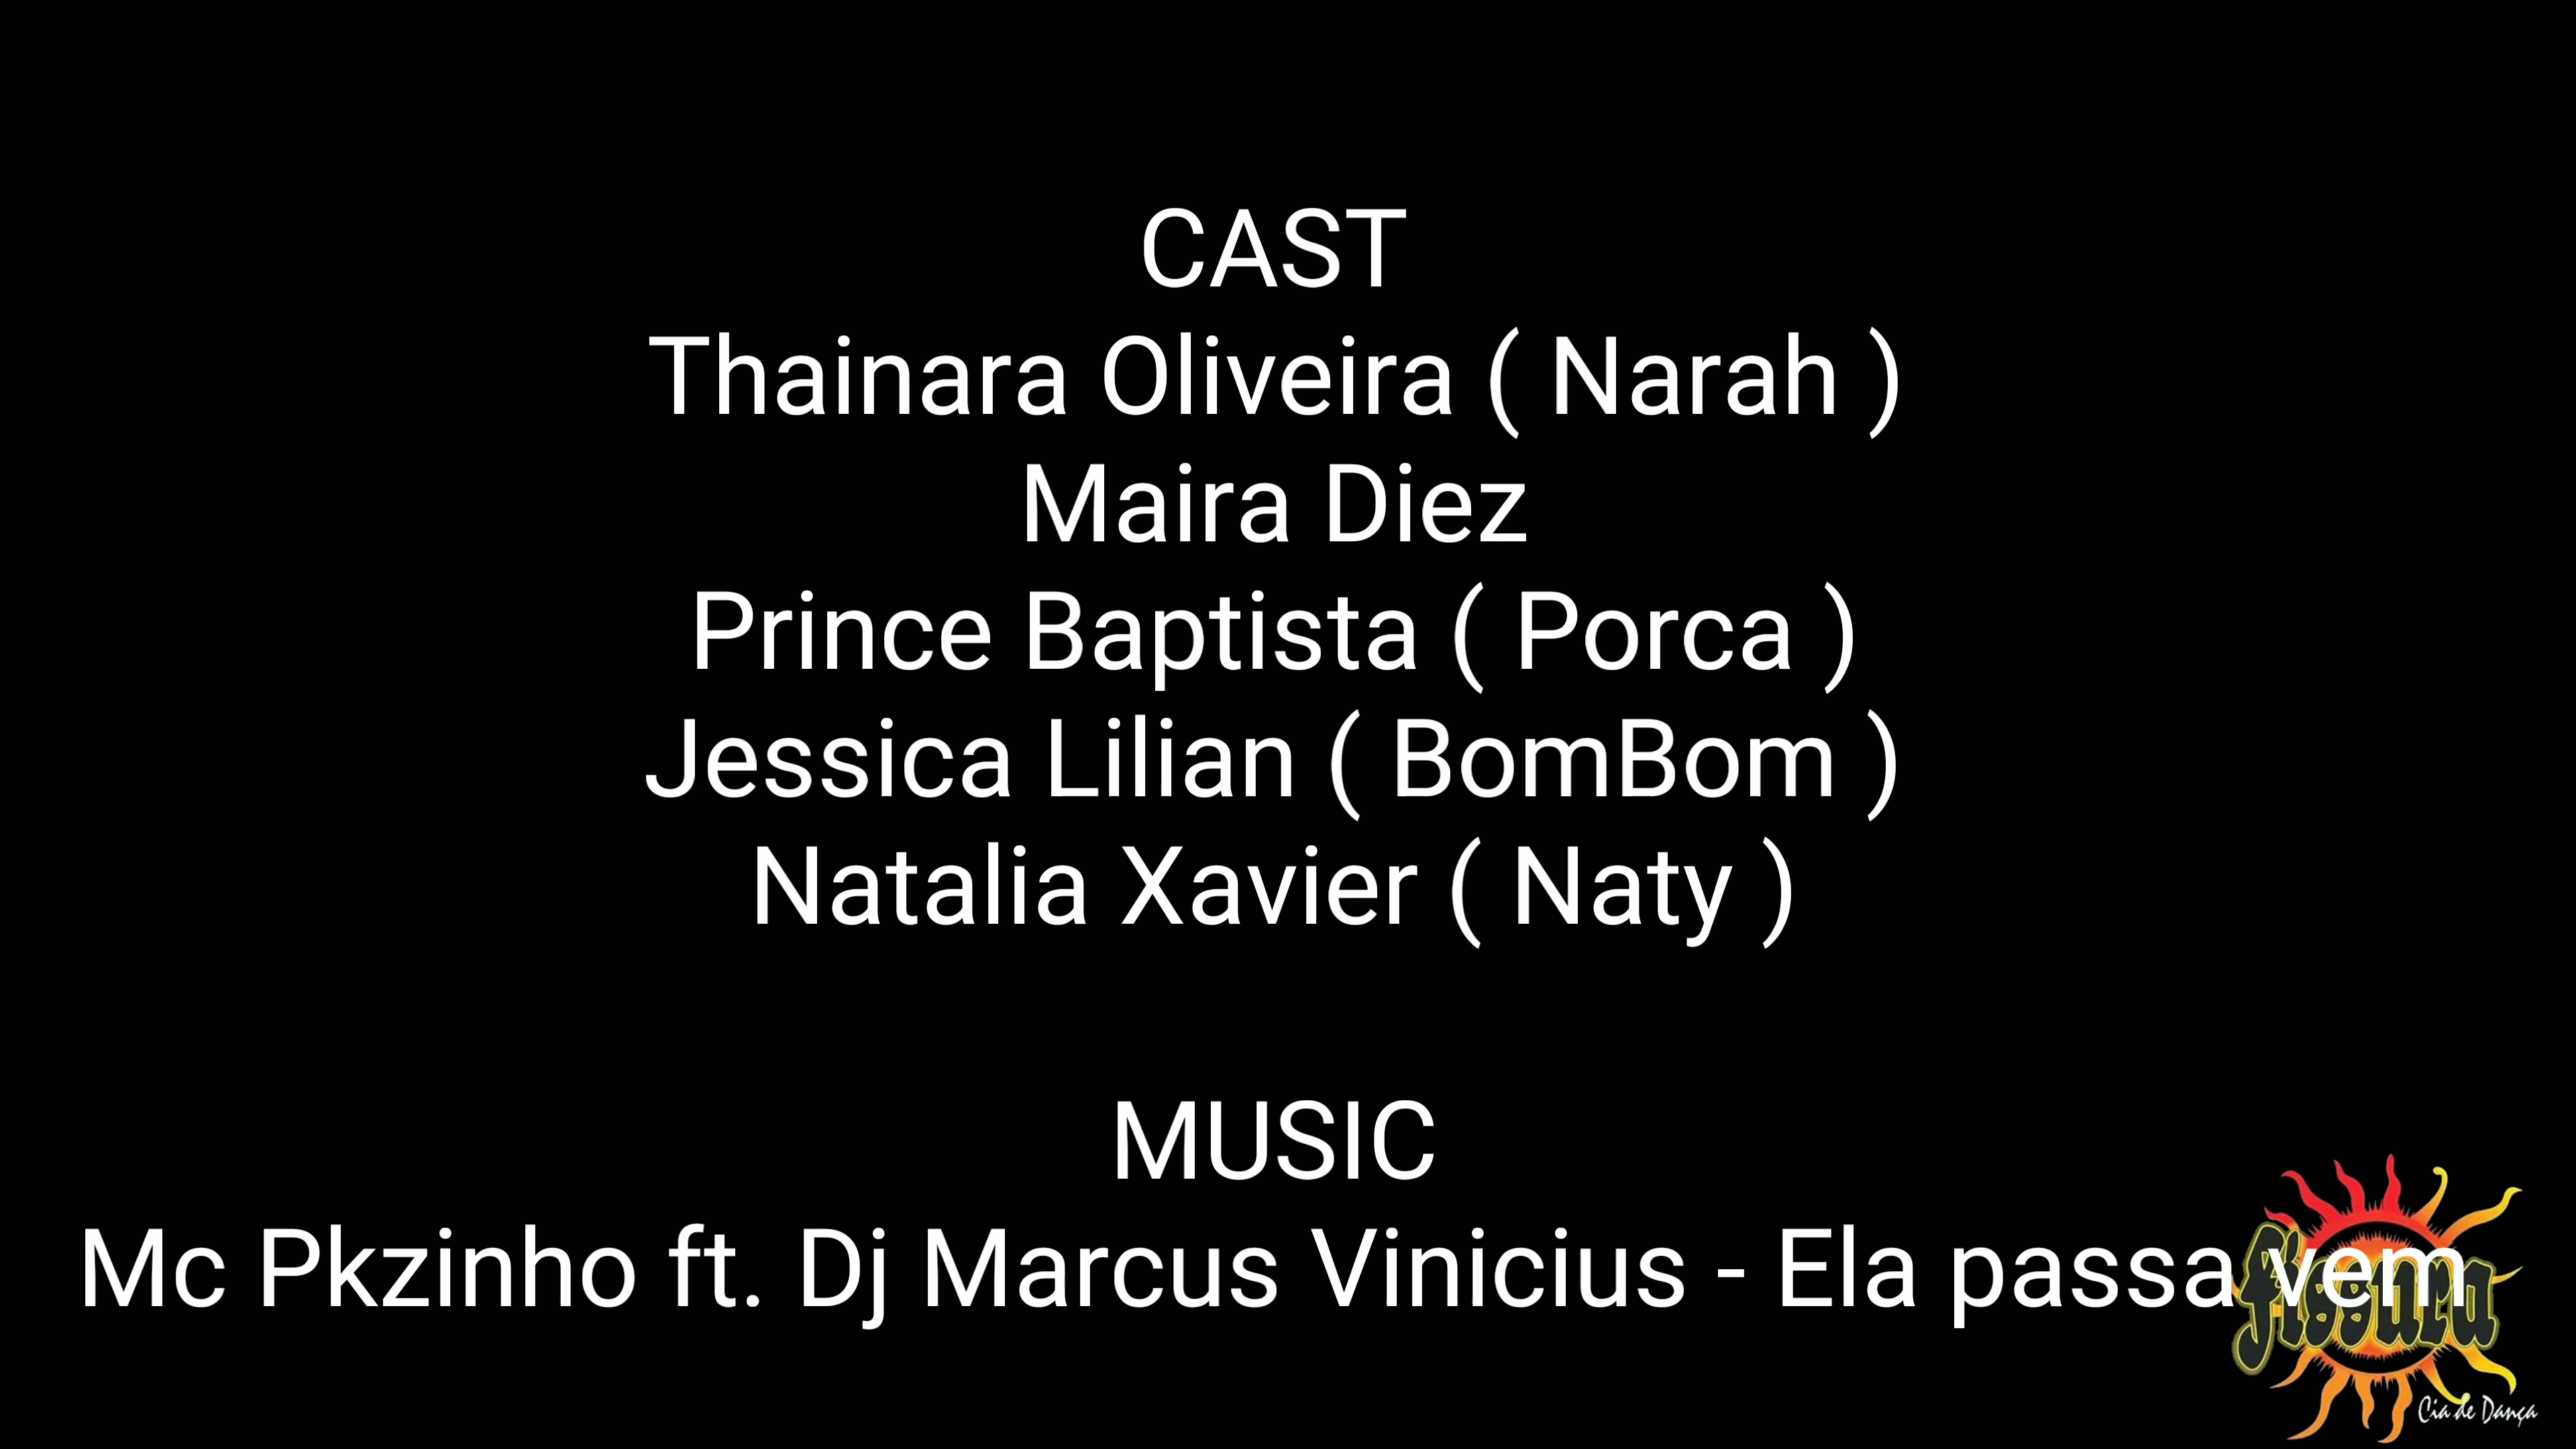 CAST
Thainara Oliveira ( Narah )
Maira Diez
Prince Baptista ( Porca )
Jessica Lilian ( BomBom )
Natalia Xavier ( Naty )
MUSIC
Mc Pkzinho ft. Dj Marcus Vinicius - Ela passa vem
fissura
Cia de Dança